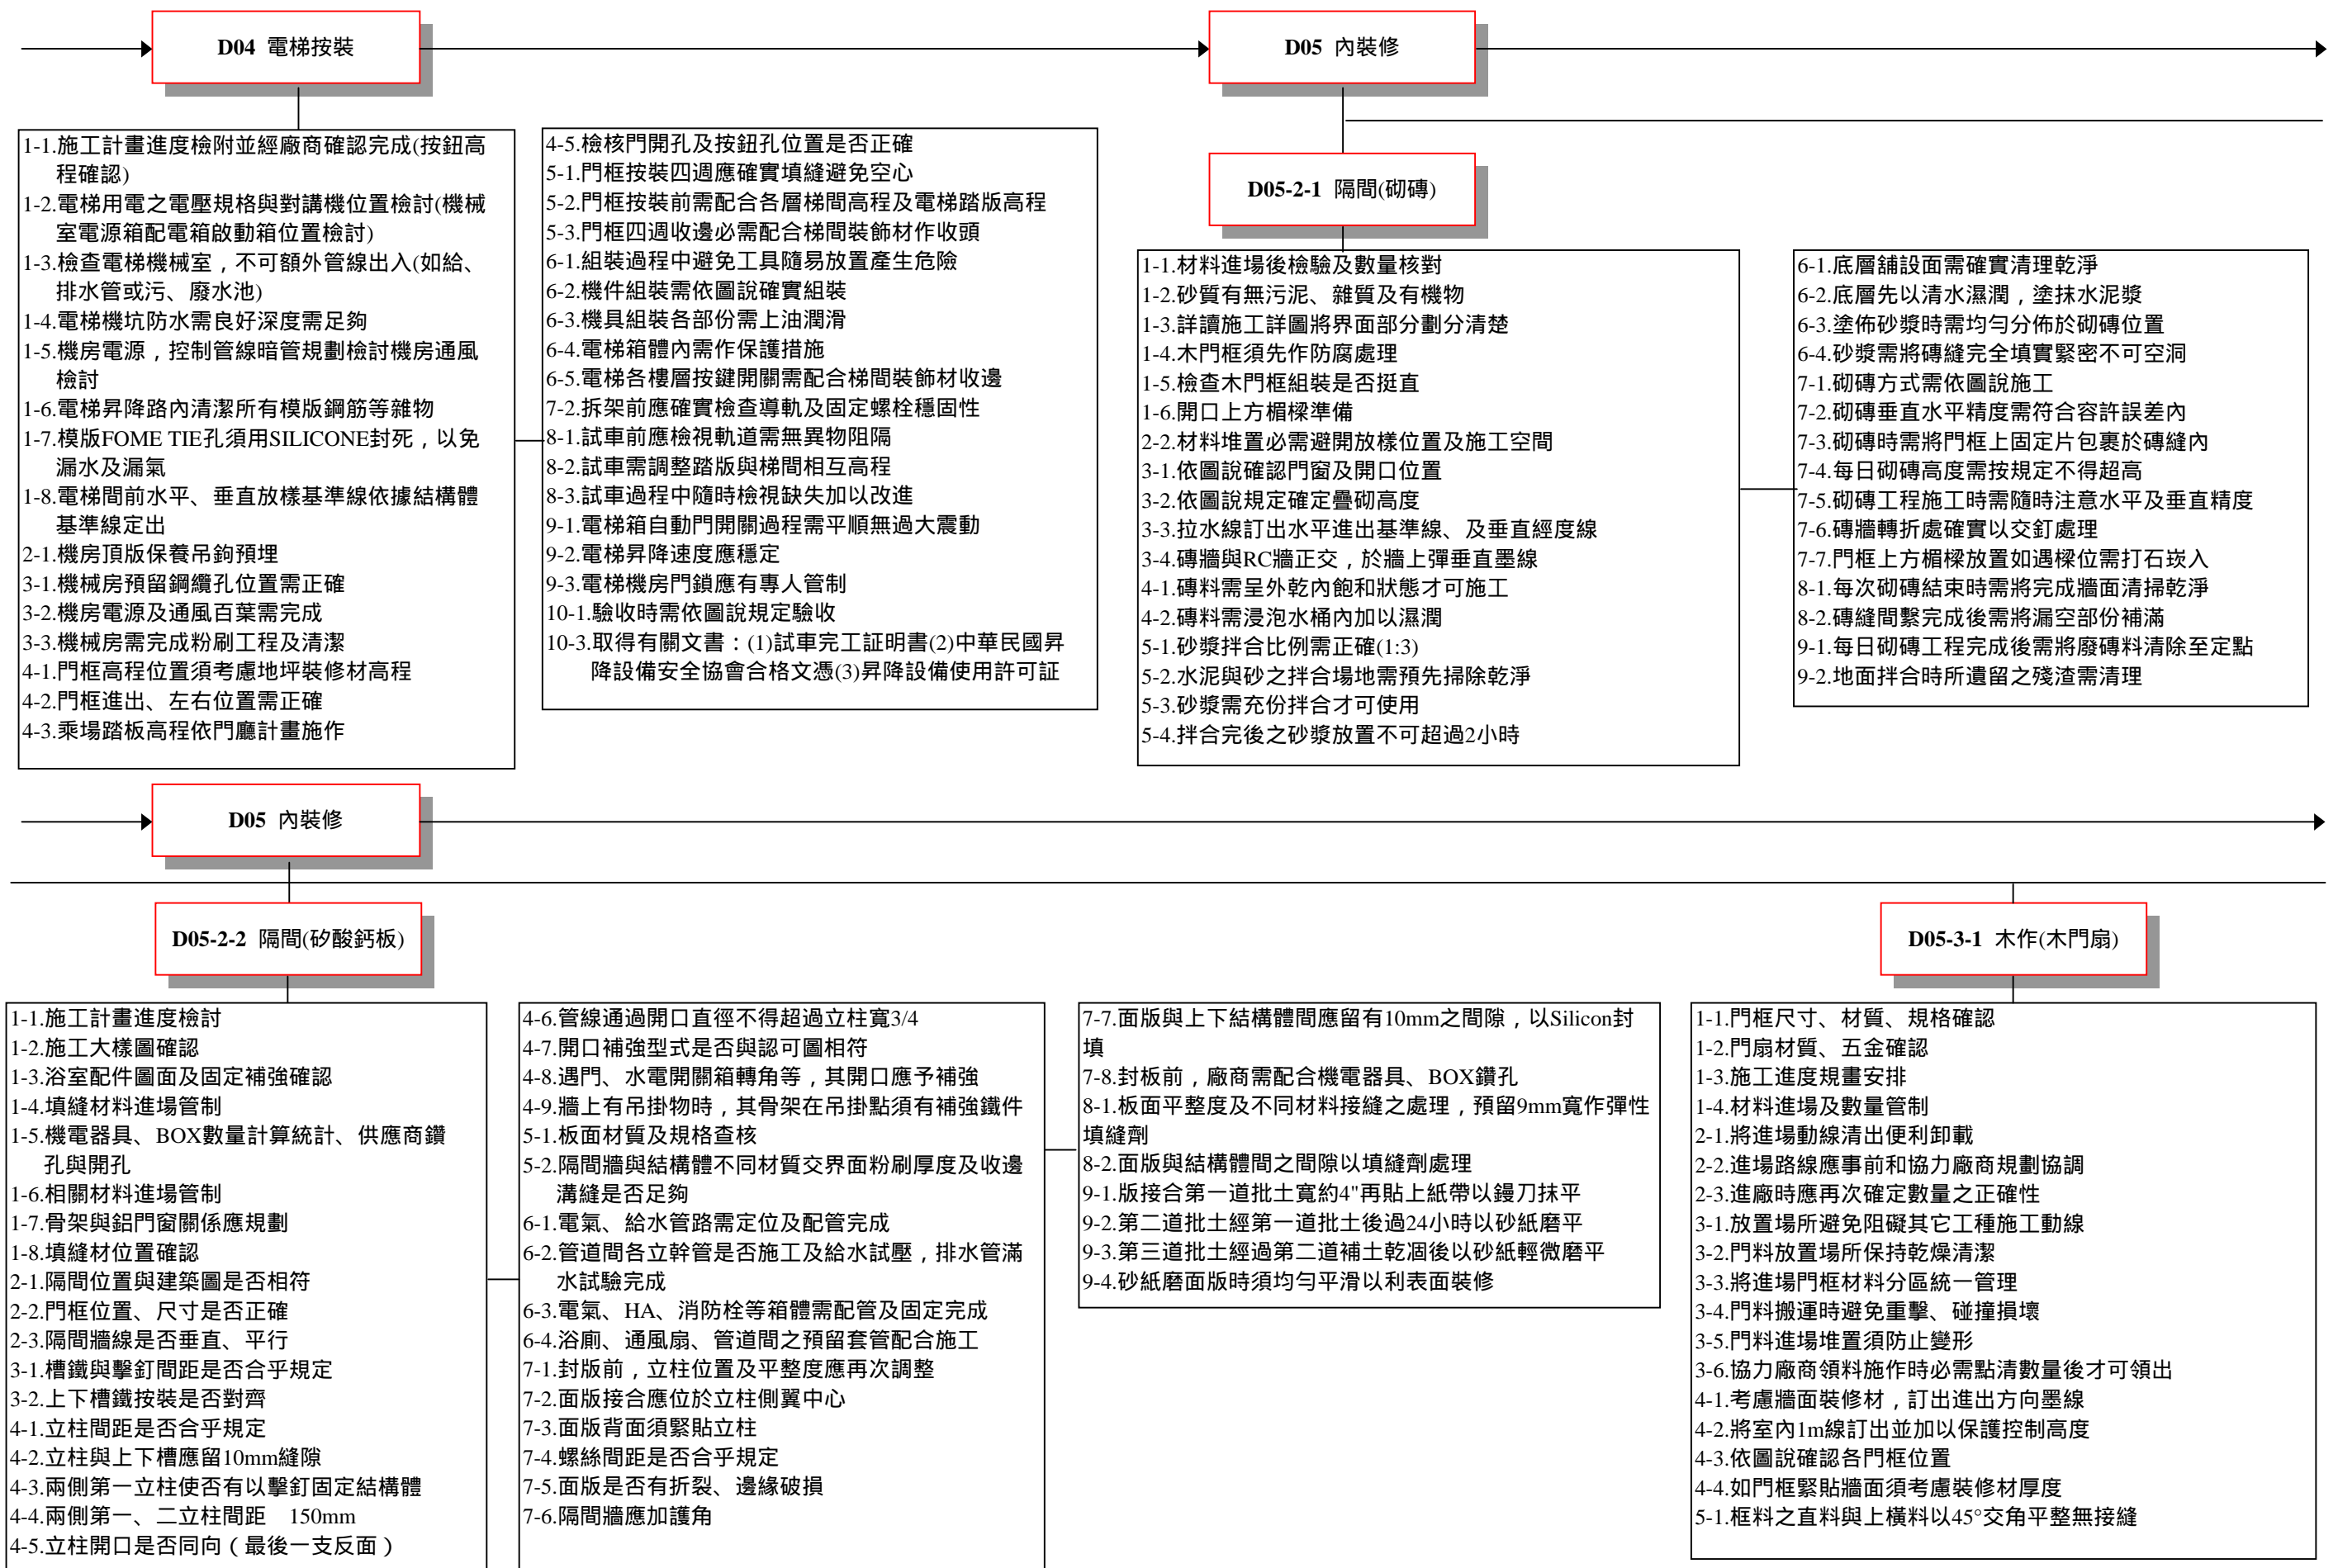 D04 電梯按裝
D05 內裝修
1-1.施工計畫進度檢附並經廠商確認完成(按鈕高
程確認)
1-2.電梯用電之電壓規格與對講機位置檢討(機械
室電源箱配電箱啟動箱位置檢討)
1-3.檢查電梯機械室，不可額外管線出入(如給、
排水管或污、廢水池)
1-4.電梯機坑防水需良好深度需足夠
1-5.機房電源，控制管線暗管規劃檢討機房通風
檢討
1-6.電梯昇降路內清潔所有模版鋼筋等雜物
1-7.模版FOME TIE孔須用SILICONE封死，以免
漏水及漏氣
1-8.電梯間前水平、垂直放樣基準線依據結構體
基準線定出
2-1.機房頂版保養吊鉤預埋
3-1.機械房預留鋼纜孔位置需正確
3-2.機房電源及通風百葉需完成
3-3.機械房需完成粉刷工程及清潔
4-1.門框高程位置須考慮地坪裝修材高程
4-2.門框進出、左右位置需正確
4-3.乘場踏板高程依門廳計畫施作
4-5.檢核門開孔及按鈕孔位置是否正確
5-1.門框按裝四週應確實填縫避免空心
5-2.門框按裝前需配合各層梯間高程及電梯踏版高程
5-3.門框四週收邊必需配合梯間裝飾材作收頭
6-1.組裝過程中避免工具隨易放置產生危險
6-2.機件組裝需依圖說確實組裝
6-3.機具組裝各部份需上油潤滑
6-4.電梯箱體內需作保護措施
6-5.電梯各樓層按鍵開關需配合梯間裝飾材收邊
7-2.拆架前應確實檢查導軌及固定螺栓穩固性
8-1.試車前應檢視軌道需無異物阻隔
8-2.試車需調整踏版與梯間相互高程
8-3.試車過程中隨時檢視缺失加以改進
9-1.電梯箱自動門開關過程需平順無過大震動
9-2.電梯昇降速度應穩定
9-3.電梯機房門鎖應有專人管制
10-1.驗收時需依圖說規定驗收
10-3.取得有關文書：(1)試車完工証明書(2)中華民國昇
降設備安全協會合格文憑(3)昇降設備使用許可証
D05-2-1 隔間(砌磚)
1-1.材料進場後檢驗及數量核對
1-2.砂質有無污泥、雜質及有機物
1-3.詳讀施工詳圖將界面部分劃分清楚
1-4.木門框須先作防腐處理
1-5.檢查木門框組裝是否挺直
1-6.開口上方楣樑準備
2-2.材料堆置必需避開放樣位置及施工空間
3-1.依圖說確認門窗及開口位置
3-2.依圖說規定確定疊砌高度
3-3.拉水線訂出水平進出基準線、及垂直經度線
3-4.磚牆與RC牆正交，於牆上彈垂直墨線
4-1.磚料需呈外乾內飽和狀態才可施工
4-2.磚料需浸泡水桶內加以濕潤
5-1.砂漿拌合比例需正確(1:3)
5-2.水泥與砂之拌合場地需預先掃除乾淨
5-3.砂漿需充份拌合才可使用
5-4.拌合完後之砂漿放置不可超過2小時
6-1.底層舖設面需確實清理乾淨
6-2.底層先以清水濕潤，塗抹水泥漿
6-3.塗佈砂漿時需均勻分佈於砌磚位置
6-4.砂漿需將磚縫完全填實緊密不可空洞
7-1.砌磚方式需依圖說施工
7-2.砌磚垂直水平精度需符合容許誤差內
7-3.砌磚時需將門框上固定片包裹於磚縫內
7-4.每日砌磚高度需按規定不得超高
7-5.砌磚工程施工時需隨時注意水平及垂直精度
7-6.磚牆轉折處確實以交釘處理
7-7.門框上方楣樑放置如遇樑位需打石崁入
8-1.每次砌磚結束時需將完成牆面清掃乾淨
8-2.磚縫間繫完成後需將漏空部份補滿
9-1.每日砌磚工程完成後需將廢磚料清除至定點
9-2.地面拌合時所遺留之殘渣需清理
D05 內裝修
D05-2-2 隔間(矽酸鈣板)
1-1.施工計畫進度檢討
1-2.施工大樣圖確認
1-3.浴室配件圖面及固定補強確認
1-4.填縫材料進場管制
1-5.機電器具、BOX數量計算統計、供應商鑽
孔與開孔
1-6.相關材料進場管制
1-7.骨架與鋁門窗關係應規劃
1-8.填縫材位置確認
2-1.隔間位置與建築圖是否相符
2-2.門框位置、尺寸是否正確
2-3.隔間牆線是否垂直、平行
3-1.槽鐵與擊釘間距是否合乎規定
3-2.上下槽鐵按裝是否對齊
4-1.立柱間距是否合乎規定
4-2.立柱與上下槽應留10mm縫隙
4-3.兩側第一立柱使否有以擊釘固定結構體
4-4.兩側第一、二立柱間距 150mm
4-5.立柱開口是否同向（最後一支反面）
4-6.管線通過開口直徑不得超過立柱寬3/4
4-7.開口補強型式是否與認可圖相符
4-8.遇門、水電開關箱轉角等，其開口應予補強
4-9.牆上有吊掛物時，其骨架在吊掛點須有補強鐵件
5-1.板面材質及規格查核
5-2.隔間牆與結構體不同材質交界面粉刷厚度及收邊
溝縫是否足夠
6-1.電氣、給水管路需定位及配管完成
6-2.管道間各立幹管是否施工及給水試壓，排水管滿
水試驗完成
6-3.電氣、HA、消防栓等箱體需配管及固定完成
6-4.浴廁、通風扇、管道間之預留套管配合施工
7-1.封版前，立柱位置及平整度應再次調整
7-2.面版接合應位於立柱側翼中心
7-3.面版背面須緊貼立柱
7-4.螺絲間距是否合乎規定
7-5.面版是否有折裂、邊緣破損
7-6.隔間牆應加護角
7-7.面版與上下結構體間應留有10mm之間隙，以Silicon封
填
7-8.封板前，廠商需配合機電器具、BOX鑽孔
8-1.板面平整度及不同材料接縫之處理，預留9mm寬作彈性
填縫劑
8-2.面版與結構體間之間隙以填縫劑處理
9-1.版接合第一道批土寬約4"再貼上紙帶以鏝刀抹平
9-2.第二道批土經第一道批土後過24小時以砂紙磨平
9-3.第三道批土經過第二道補土乾涸後以砂紙輕微磨平
9-4.砂紙磨面版時須均勻平滑以利表面裝修
D05-3-1 木作(木門扇)
1-1.門框尺寸、材質、規格確認
1-2.門扇材質、五金確認
1-3.施工進度規畫安排
1-4.材料進場及數量管制
2-1.將進場動線清出便利卸載
2-2.進場路線應事前和協力廠商規劃協調
2-3.進廠時應再次確定數量之正確性
3-1.放置場所避免阻礙其它工種施工動線
3-2.門料放置場所保持乾燥清潔
3-3.將進場門框材料分區統一管理
3-4.門料搬運時避免重擊、碰撞損壞
3-5.門料進場堆置須防止變形
3-6.協力廠商領料施作時必需點清數量後才可領出
4-1.考慮牆面裝修材，訂出進出方向墨線
4-2.將室內1m線訂出並加以保護控制高度
4-3.依圖說確認各門框位置
4-4.如門框緊貼牆面須考慮裝修材厚度
5-1.框料之直料與上橫料以45°交角平整無接縫